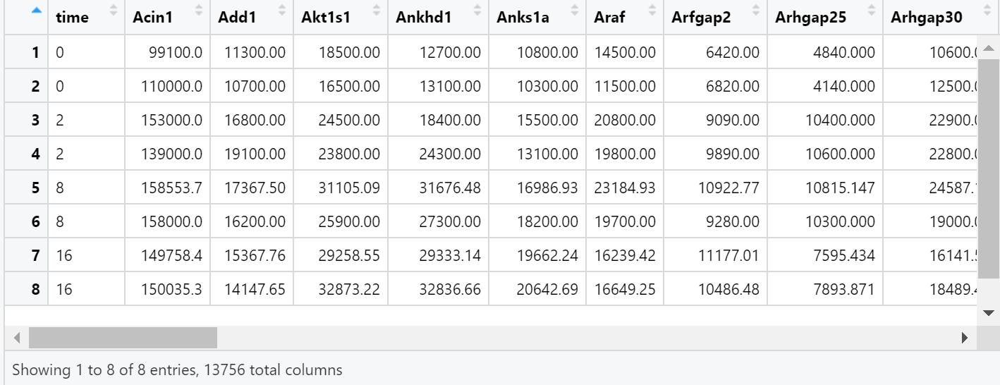 time Acin1 Add1 Akt1s1 Ankhd1 Anks1a Araf Arfgap2 Arhgap25 Arhgap30
1 0 99100.0 11300.00 18500.00 12700.00 10800.00 14500.00 6420.00 4840.000 10600.0
2 0 110000.0 10700.00 16500.00 13100.00 10300.00 11500.00 6820.00 4140.000 12500.0
3 2 153000.0 16800.00 24500.00 18400.00 15500.00 20800.00 9090.00 10400.000 22900.0
4 2 139000.0 19100.00 23800.00 24300.00 13100.00 19800.00 9890.00 10600.000 22800.0
5 8 158553.7 17367.50 31105.09 31676.48 16986.93 23184.93 10922.77 10815.147 24587.
6 8 158000.0 16200.00 25900.00 27300.00 18200.00 19700.00 9280.00 10300.000 19000.0
7 16 149758.4 15367.76 29258.55 29333.14 19662.24 16239.42 11177.01 7595.434 16141.5
8 16 150035.3 14147.65 32873.22 32836.66 20642.69 16649.25 10486.48 7893.871 18489.4
Showing 1 to 8 of 8 entries, 13756 total columns